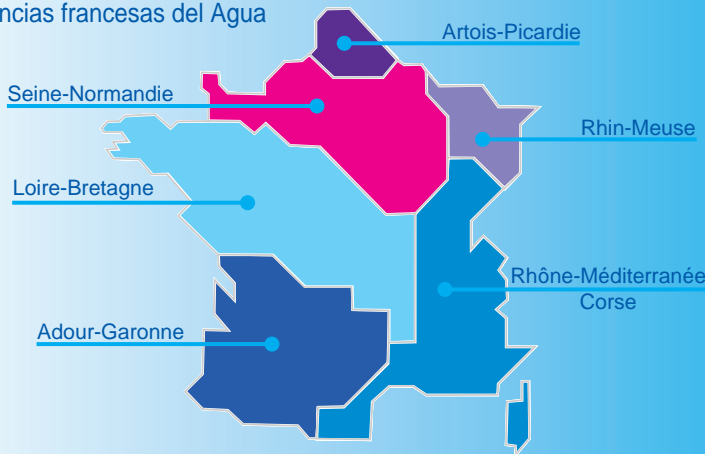 ncias francesas del Agua
Artois-Picardie
Seine-Normandie
Rhin-Meuse
Loire-Bretagne
Rhône-Méditerranée
Corse
Adour-Garonne